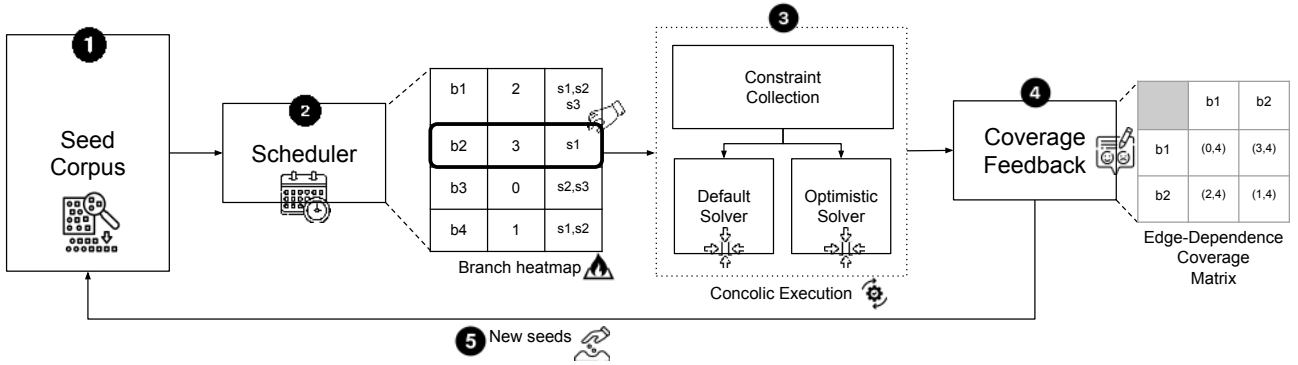 1
Seed
Corpus
2
Scheduler
b1 2 s1,s2
s3
b2 3 s1
b3 0 s2,s3
b4 1 s1,s2
Branch heatmap
3
Constraint
Collection
Default
Solver
Optimistic
Solver
Concolic Execution
4
Coverage
Feedback
b1 b2
b1 (0,4) (3,4)
b2 (2,4) (1,4)
Edge-Dependence
Coverage
Matrix
5 New seeds